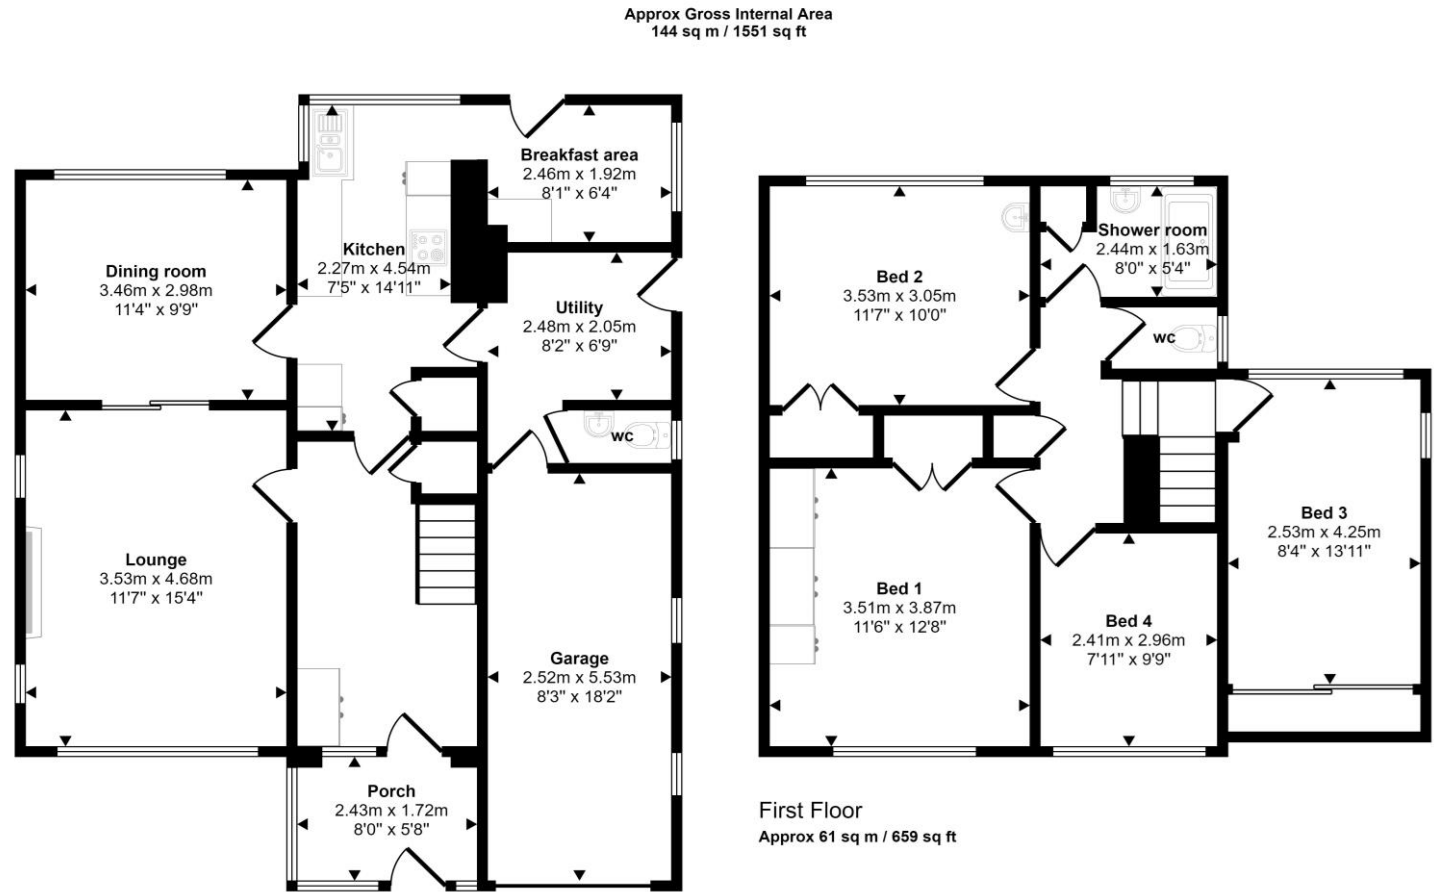 Approx Gross Internal Area
144 sq m / 1551 sq ft
Breakfast area
2.46m x 1.92m
8'1" x 6'4"
Kitchen
2.27m x 4.54m
7'5" x 14'11"
Dining room
3.46m x 2.98m
11'4" x 9'9"
Utility
2.48m x 2.05m
8'2" x 6'9"
wc
Lounge
3.53m x 4.68m
11'7" x 15'4"
Garage
2.52m x 5.53m
8'3" x 18'2"
Porch
2.43m x 1.72m
8'0" x 5'8"
Shower room
2.44m x 1.63m
8'0" x 5'4"
Bed 2
3.53m x 3.05m
11'7" x 10'0"
wc
Bed 3
2.53m x 4.25m
8'4" x 13'11"
Bed 1
3.51m x 3.87m
11'6" x 12'8"
Bed 4
2.41m x 2.96m
7'11" x 9'9"
First Floor
Approx 61 sq m / 659 sq ft